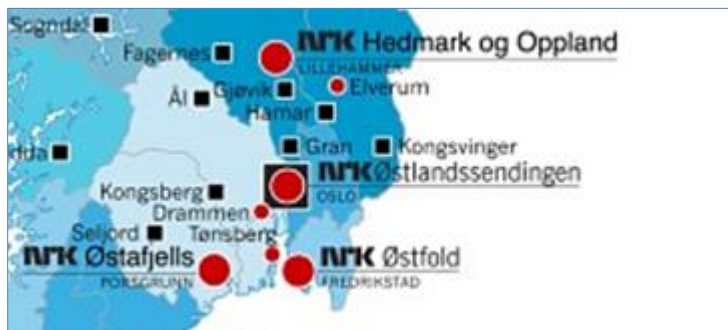 Sogndal
NRK Hedmark og Oppland
LILLEHAMMER
Fagernes
Gjøvik
Elverum
Ål
Hamar
Gran
Kongsvinger
dda
NRK Østlandssendingen
OSLO
Kongsberg
Drammen
Seljord
Tønsberg
NRK Østafjells
PORSGRUNN
NRK Østfold
FREDRIKSTAD